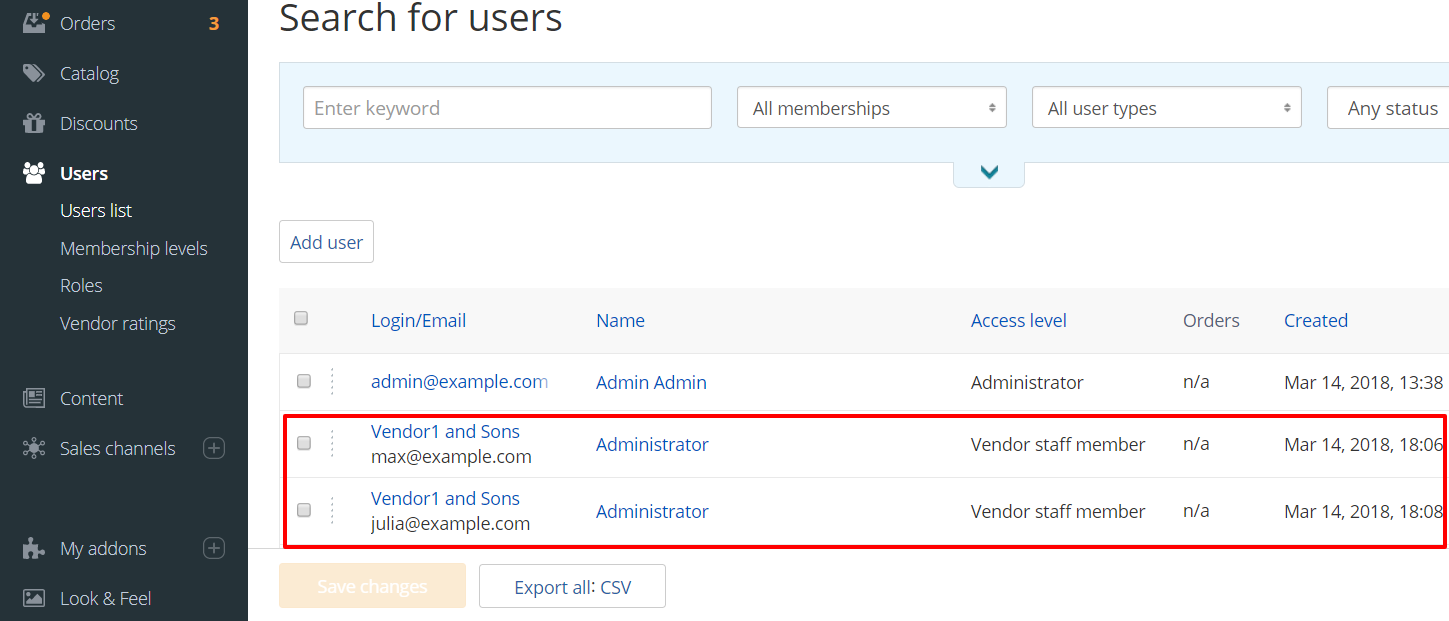 Orders 3
Catalog
Discounts
Users
Users list
Membership levels
Roles
Vendor ratings
Content
Sales channels
My addons
Look & Feel
Search for users
Enter keyword All memberships All user types Any status
Add user
Login/Email Name Access level Orders Created
admin@example.com Admin Admin Administrator n/a Mar 14, 2018, 13:38
Vendor1 and Sons
max@example.com Administrator Vendor staff member n/a Mar 14, 2018, 18:06
Vendor1 and Sons
julia@example.com Administrator Vendor staff member n/a Mar 14, 2018, 18:08
Save changes Export all: CSV